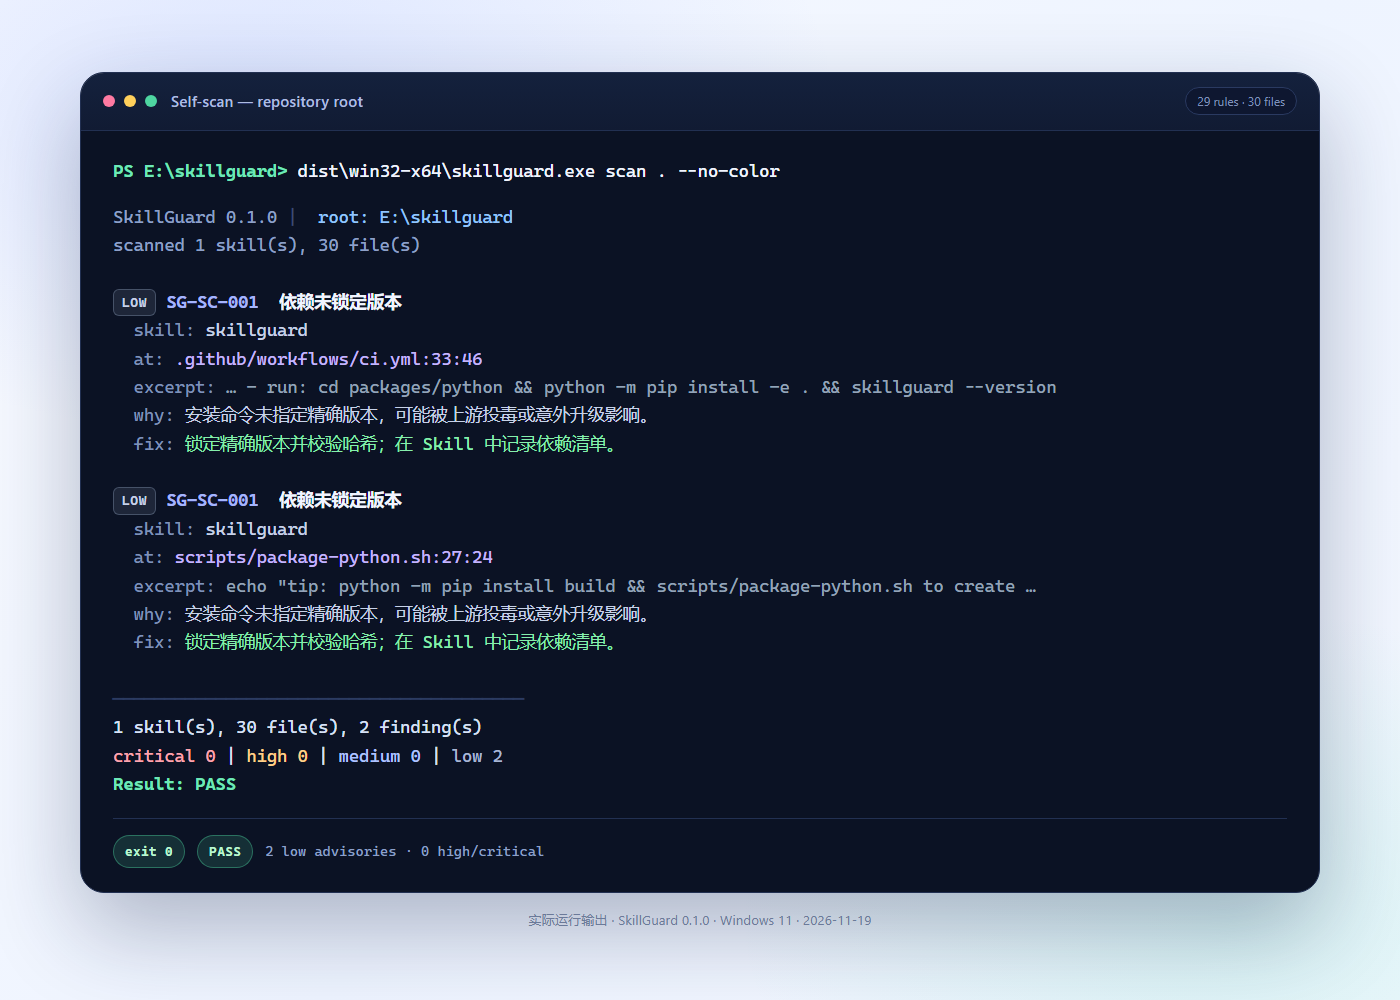 Self-scan — repository root
29 rules · 30 files
PS E:\skillguard> dist\win32-x64\skillguard.exe scan . --no-color
SkillGuard 0.1.0 | root: E:\skillguard
scanned 1 skill(s), 30 file(s)
LOW SG-SC-001 依赖未锁定版本
skill: skillguard
at: .github/workflows/ci.yml:33:46
excerpt: … - run: cd packages/python && python -m pip install -e . && skillguard --version
why: 安装命令未指定精确版本，可能被上游投毒或意外升级影响。
fix: 锁定精确版本并校验哈希；在 Skill 中记录依赖清单。
LOW SG-SC-001 依赖未锁定版本
skill: skillguard
at: scripts/package-python.sh:27:24
excerpt: echo "tip: python -m pip install build && scripts/package-python.sh to create …
why: 安装命令未指定精确版本，可能被上游投毒或意外升级影响。
fix: 锁定精确版本并校验哈希；在 Skill 中记录依赖清单。
1 skill(s), 30 file(s), 2 finding(s)
critical 0 | high 0 | medium 0 | low 2
Result: PASS
exit 0 PASS 2 low advisories · 0 high/critical
实际运行输出 · SkillGuard 0.1.0 · Windows 11 · 2026-11-19